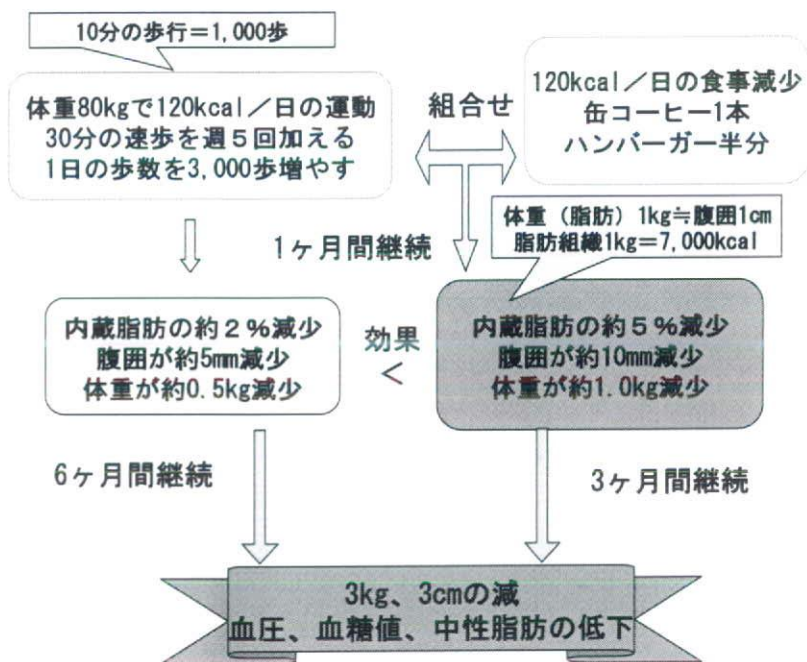 10分の歩行＝1,000歩
体重80kgで120kcal／日の運動
30分の速歩を週５回加える
1日の歩数を3,000歩増やす
組合せ
120kcal／日の食事減少
缶コーヒー1本
ハンバーガー半分
体重（脂肪）1kg≒腹囲1cm
脂肪組織1kg＝7,000kcal
1ヶ月間継続
内蔵脂肪の約２％減少
腹囲が約5mm減少
体重が約0.5kg減少
効果
＜
内蔵脂肪の約５％減少
腹囲が約10mm減少
体重が約1.0kg減少
6ヶ月間継続
3ヶ月間継続
3kg、3cmの減
血圧、血糖値、中性脂肪の低下